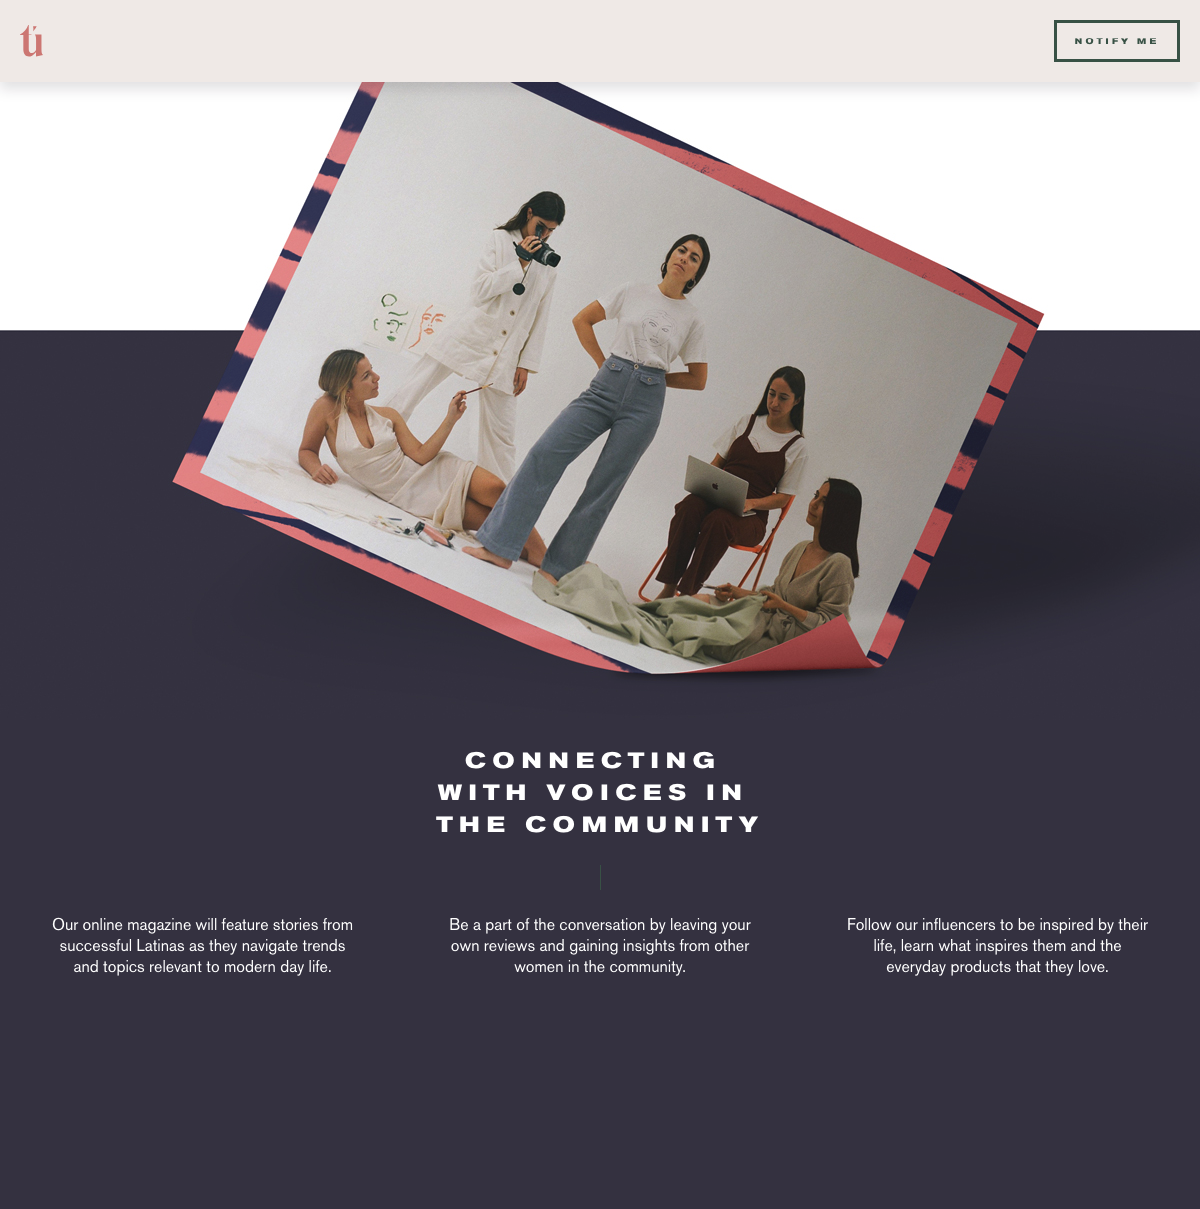 tú
NOTIFY ME
CONNECTING
WITH VOICES IN
THE COMMUNITY
Our online magazine will feature stories from
successful Latinas as they navigate trends
and topics relevant to modern day life.
Be a part of the conversation by leaving your
own reviews and gaining insights from other
women in the community.
Follow our influencers to be inspired by their
life, learn what inspires them and the
everyday products that they love.